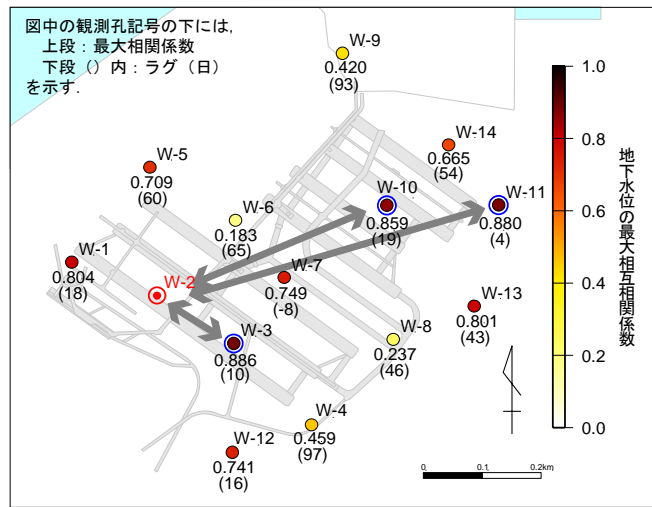 図中の観測孔記号の下には,
上段：最大相関係数
下段（）内：ラグ（日）
を示す.
W-9
0.420
(93)
W-14
0.665
(54)
W-5
0.709
(60)
W-10
0.859
(19)
W-11
0.880
(4)
W-6
0.183
(65)
W-1
0.804
(18)
W-2
W-7
0.749
(-8)
W-13
0.801
(43)
W-3
0.886
(10)
W-8
0.237
(46)
W-4
0.459
(97)
W-12
0.741
(16)
0.0
0.1
0.2km
1.0
0.8
0.6
0.4
0.2
0.0
地下水位の最大相互相関係数